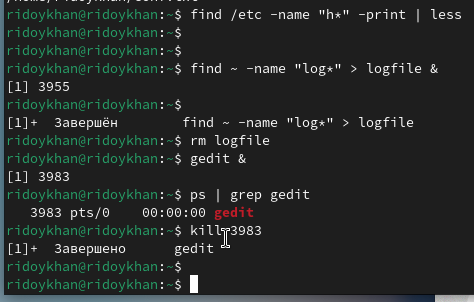 ridoykhan@ridoykhan:~$ find /etc -name "h*" -print | less
ridoykhan@ridoykhan:~$
ridoykhan@ridoykhan:~$
ridoykhan@ridoykhan:~$ find ~ -name "log*" > logfile &
[1] 3955
ridoykhan@ridoykhan:~$
[1]+  Завершён        find ~ -name "log*" > logfile
ridoykhan@ridoykhan:~$ rm logfile
ridoykhan@ridoykhan:~$ gedit &
[1] 3983
ridoykhan@ridoykhan:~$ ps | grep gedit
   3983 pts/0    00:00:00 gedit
ridoykhan@ridoykhan:~$ kill 3983
[1]+  Завершено      gedit
ridoykhan@ridoykhan:~$
ridoykhan@ridoykhan:~$